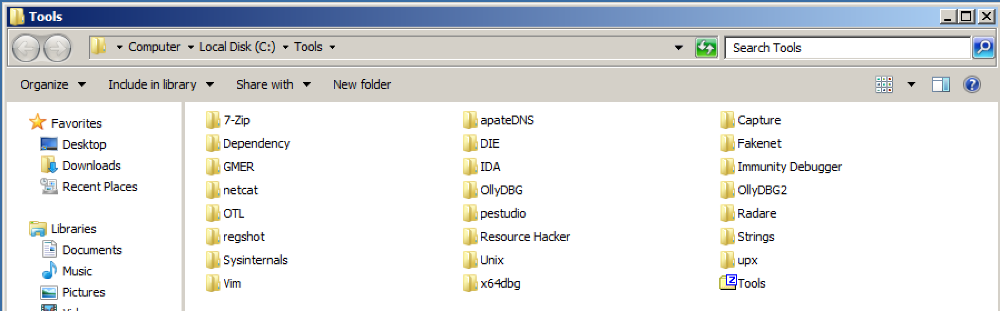 Tools
Computer Local Disk (C:) Tools
Search Tools
Organize Include in library Share with New folder
Favorites
Desktop
Downloads
Recent Places
Libraries
Documents
Music
Pictures
7-Zip apateDNS Capture
Dependency DIE Fakenet
GMER IDA Immunity Debugger
netcat OllyDBG OllyDBG2
OTL pestudio Radare
regshot Resource Hacker Strings
Sysinternals Unix upx
Vim x64dbg Tools